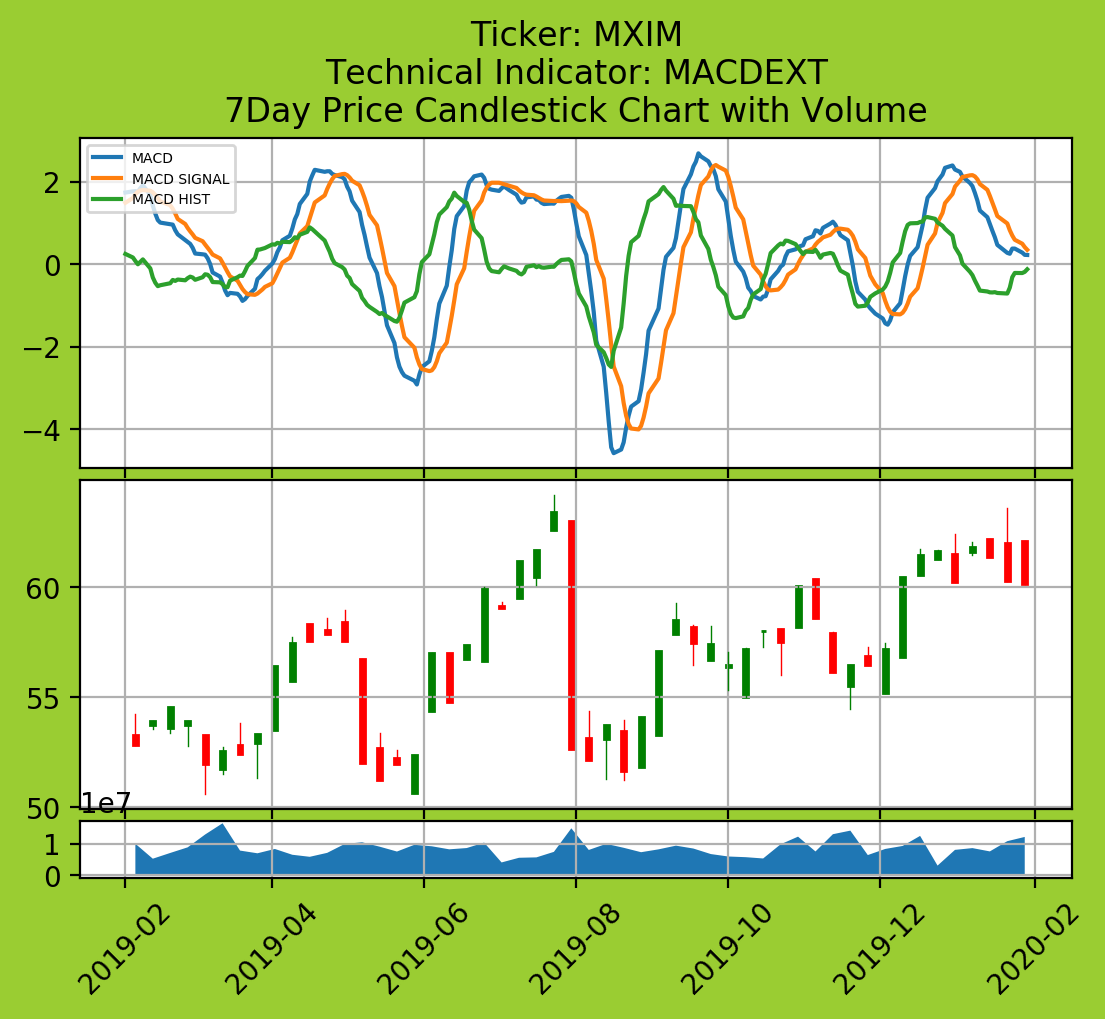 Ticker: MXIM
Technical Indicator: MACDEXT
7Day Price Candlestick Chart with Volume
MACD
MACD SIGNAL
MACD HIST
2
0
−2
−4
60
55
50
1e7
1
0
2019-02
2019-04
2019-06
2019-08
2019-10
2019-12
2020-02